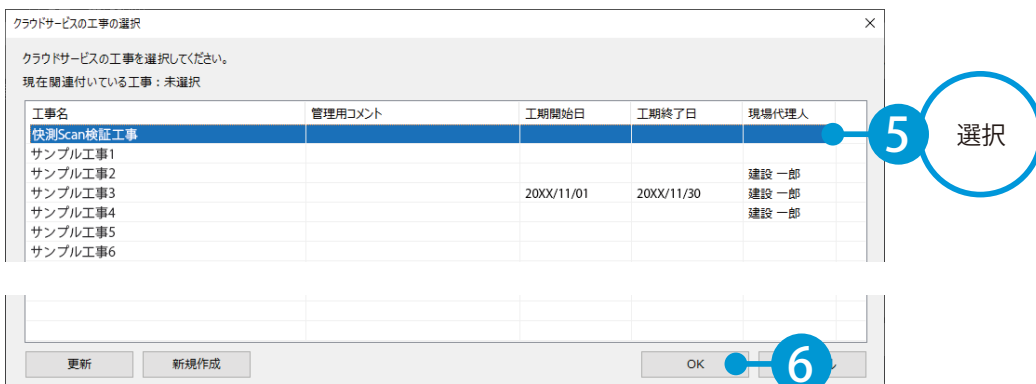 クラウドサービスの工事の選択
クラウドサービスの工事を選択してください。
現在関連付いている工事：未選択
工事名 管理用コメント 工期開始日 工期終了日 現場代理人
快測Scan検証工事
5 選択
サンプル工事1
サンプル工事2 建設 一郎
サンプル工事3 20XX/11/01 20XX/11/30 建設 一郎
サンプル工事4 建設 一郎
サンプル工事5
サンプル工事6
更新 新規作成 OK 6